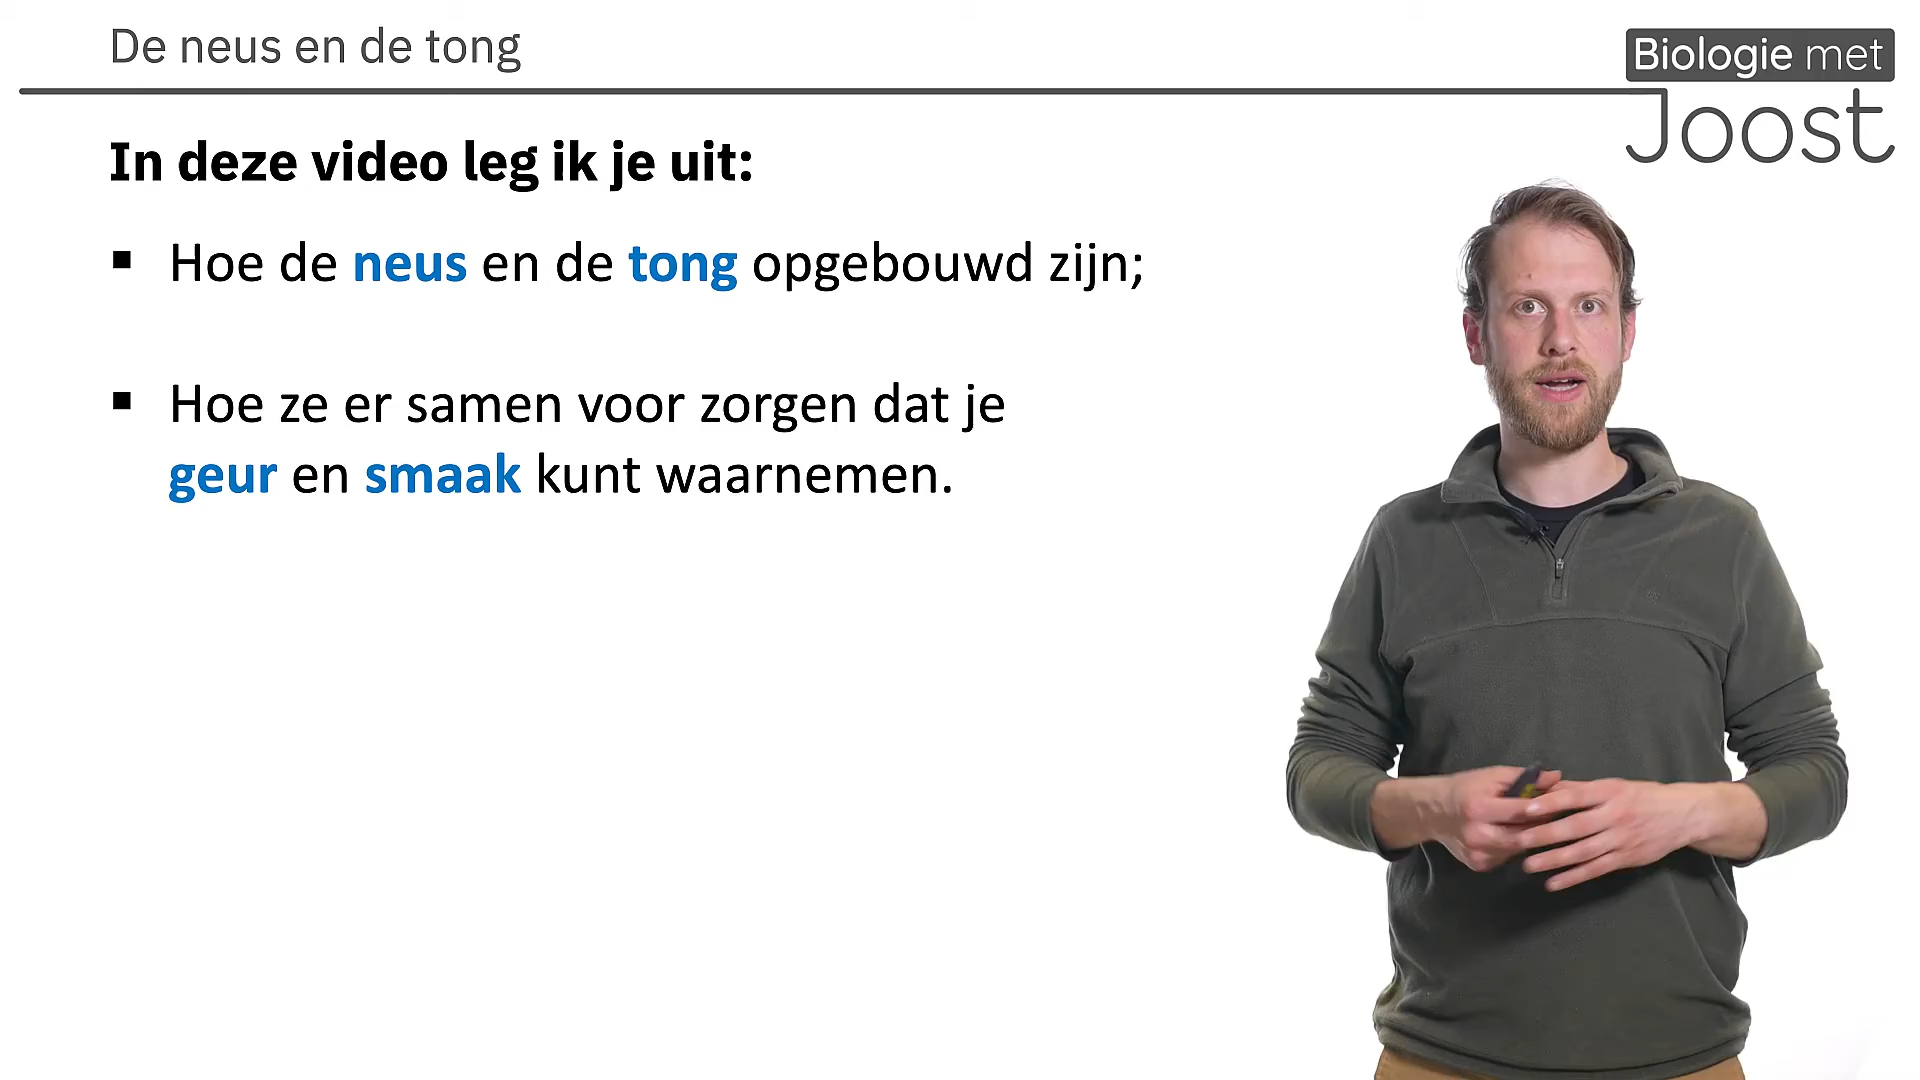 De neus en de tong
Biologie met
Joost
In deze video leg ik je uit:
▪ Hoe de neus en de tong opgebouwd zijn;
▪ Hoe ze er samen voor zorgen dat je
geur en smaak kunt waarnemen.